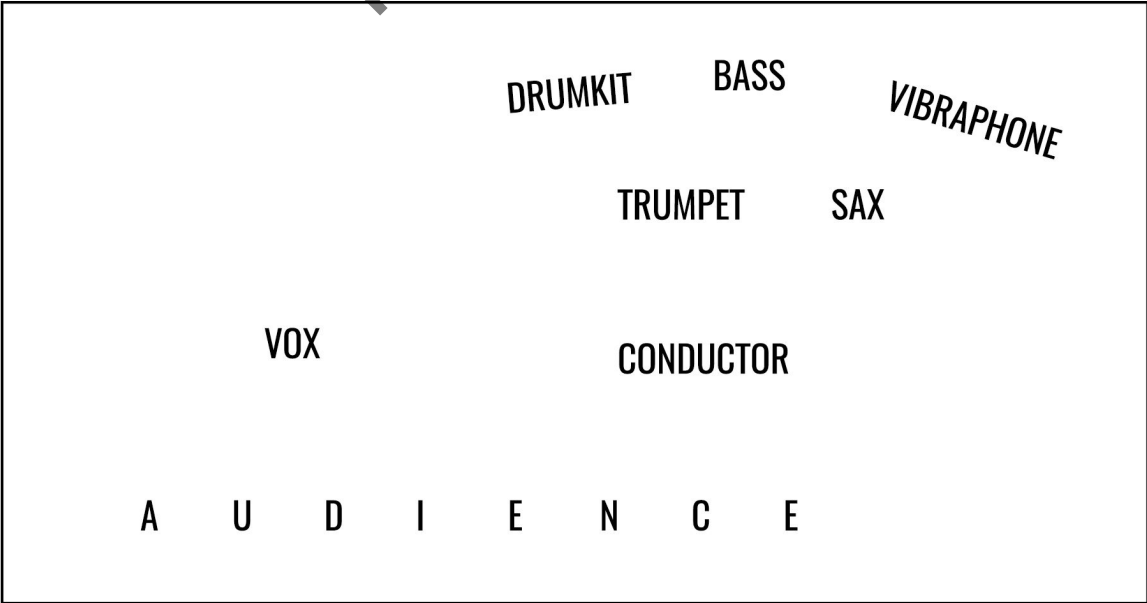 DRUMKIT
BASS
VIBRAPHONE
TRUMPET
SAX
VOX
CONDUCTOR
A U D I E N C E